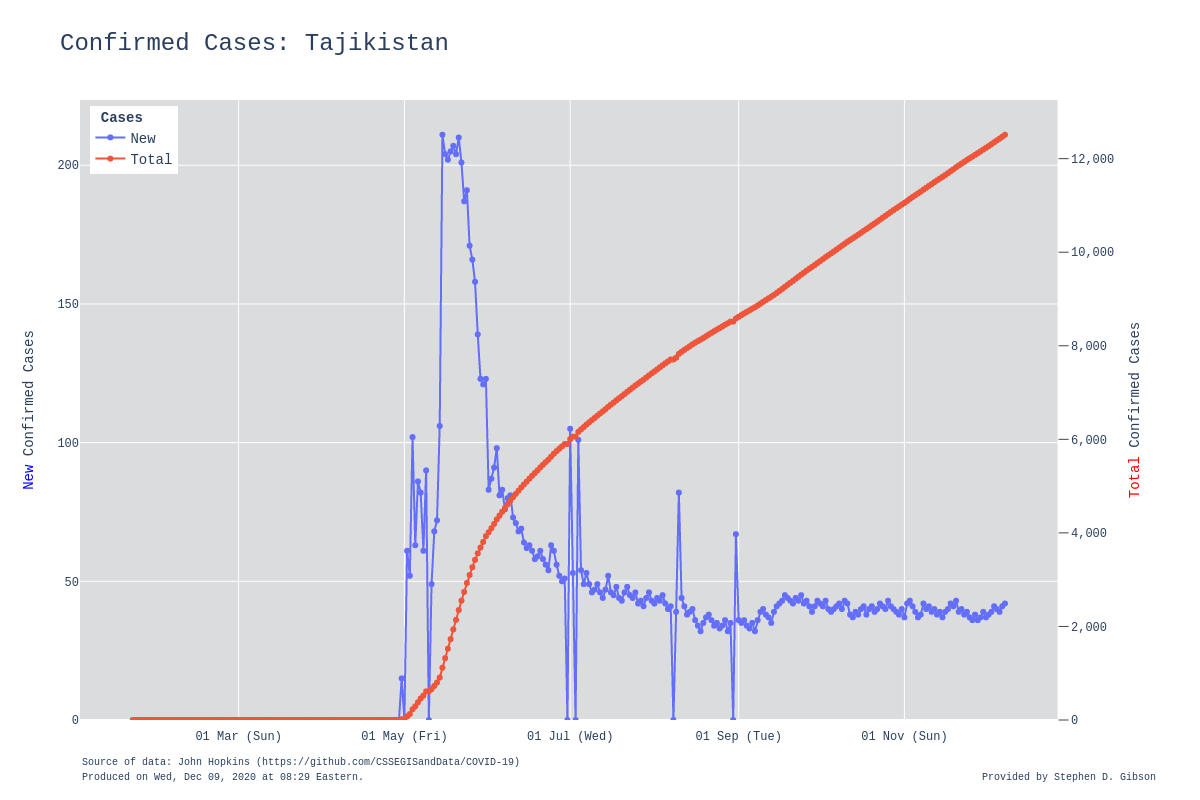 Confirmed Cases: Tajikistan
Cases
New
Total
200
150
100
50
0
New Confirmed Cases
12,000
10,000
8,000
6,000
4,000
2,000
0
Total Confirmed Cases
01 Mar (Sun)
01 May (Fri)
01 Jul (Wed)
01 Sep (Tue)
01 Nov (Sun)
Source of data: John Hopkins (https://github.com/CSSEGISandData/COVID-19)
Produced on Wed, Dec 09, 2020 at 08:29 Eastern.
Provided by Stephen D. Gibson